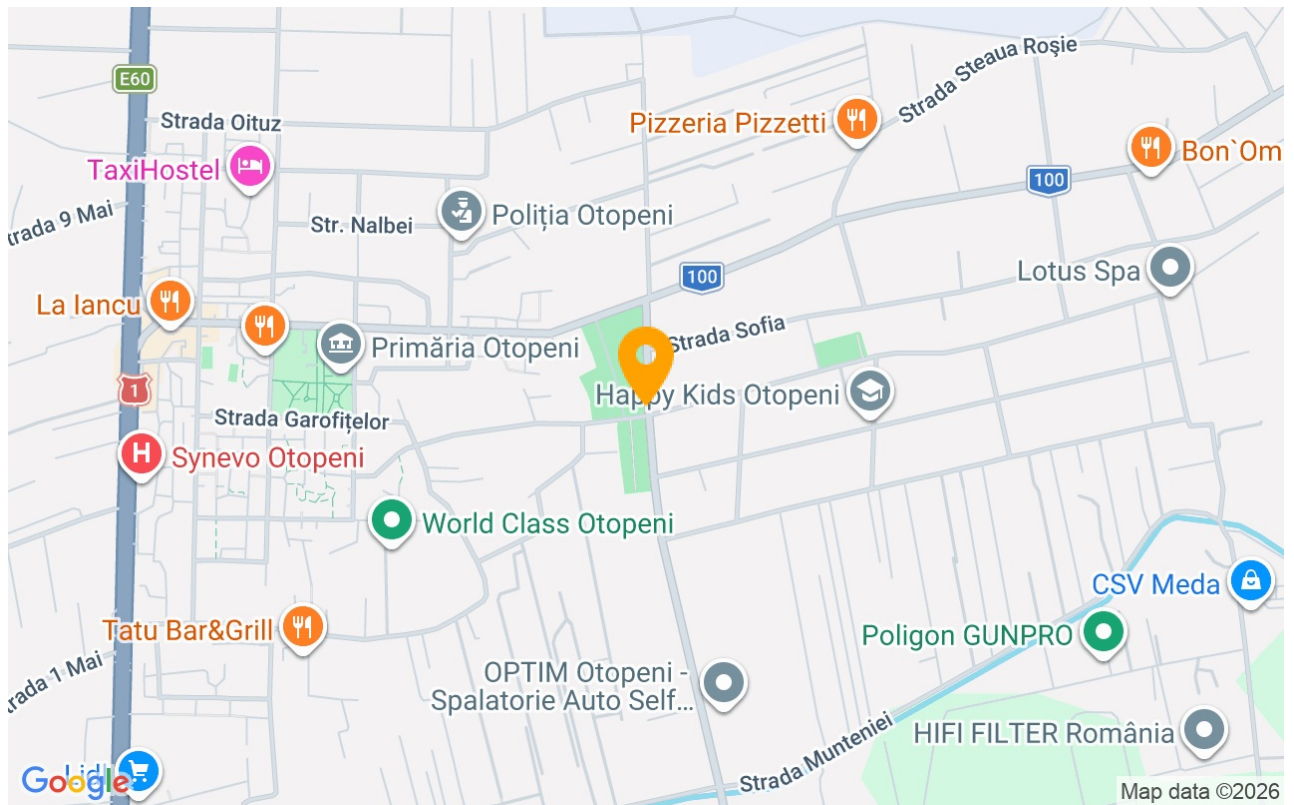 Strada Steaua Roşie
E60
Strada Oituz
Pizzeria Pizzetti
Bon`Om
TaxiHostel
100
trada 9 Mai
Str. Nalbei
Poliția Otopeni
100
Lotus Spa
La Iancu
Strada Sofia
Primăria Otopeni
1
Happy Kids Otopeni
Strada Garofițelor
H
Synevo Otopeni
World Class Otopeni
CSV Meda
Tatu Bar&Grill
Poligon GUNPRO
trada 1 Mai
OPTIM Otopeni -
Spalatorie Auto Self...
Strada Munteniei
HIFI FILTER România
Lidl
Google
Map data ©2026